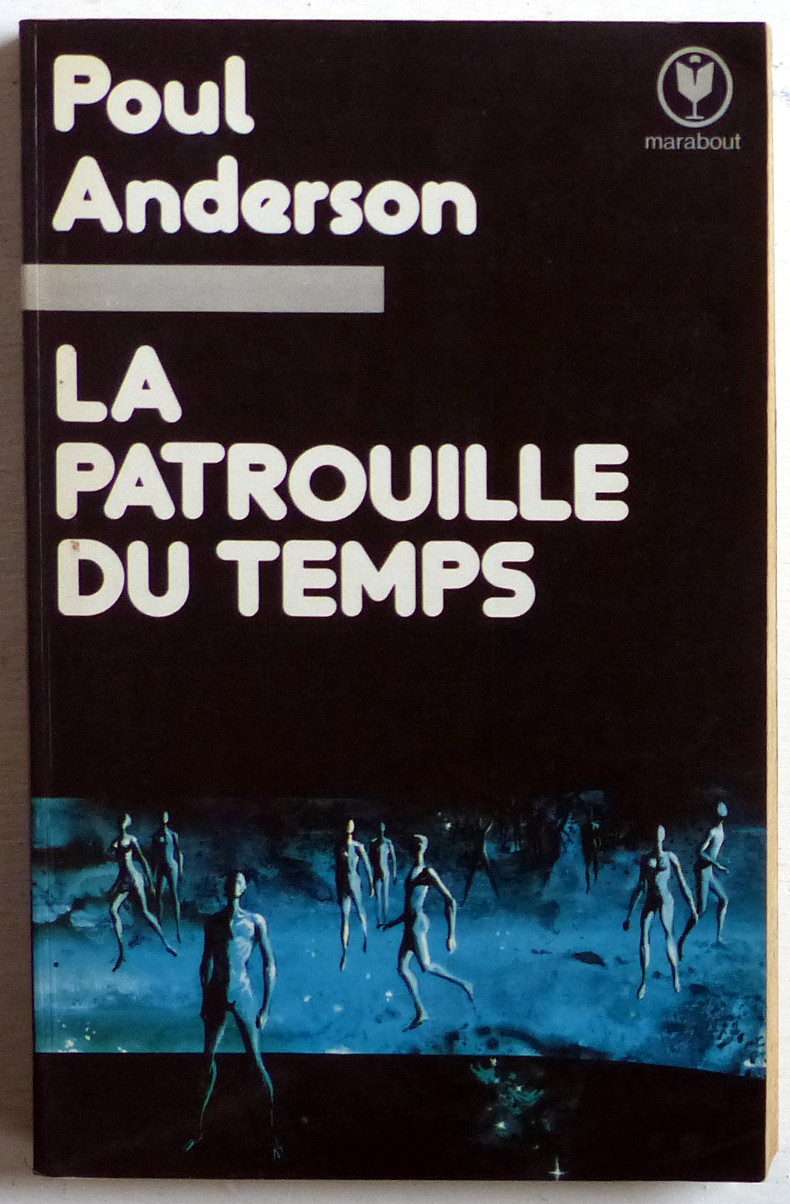 Poul
Anderson
marabout
LA
PATROUILLE
DU TEMPS